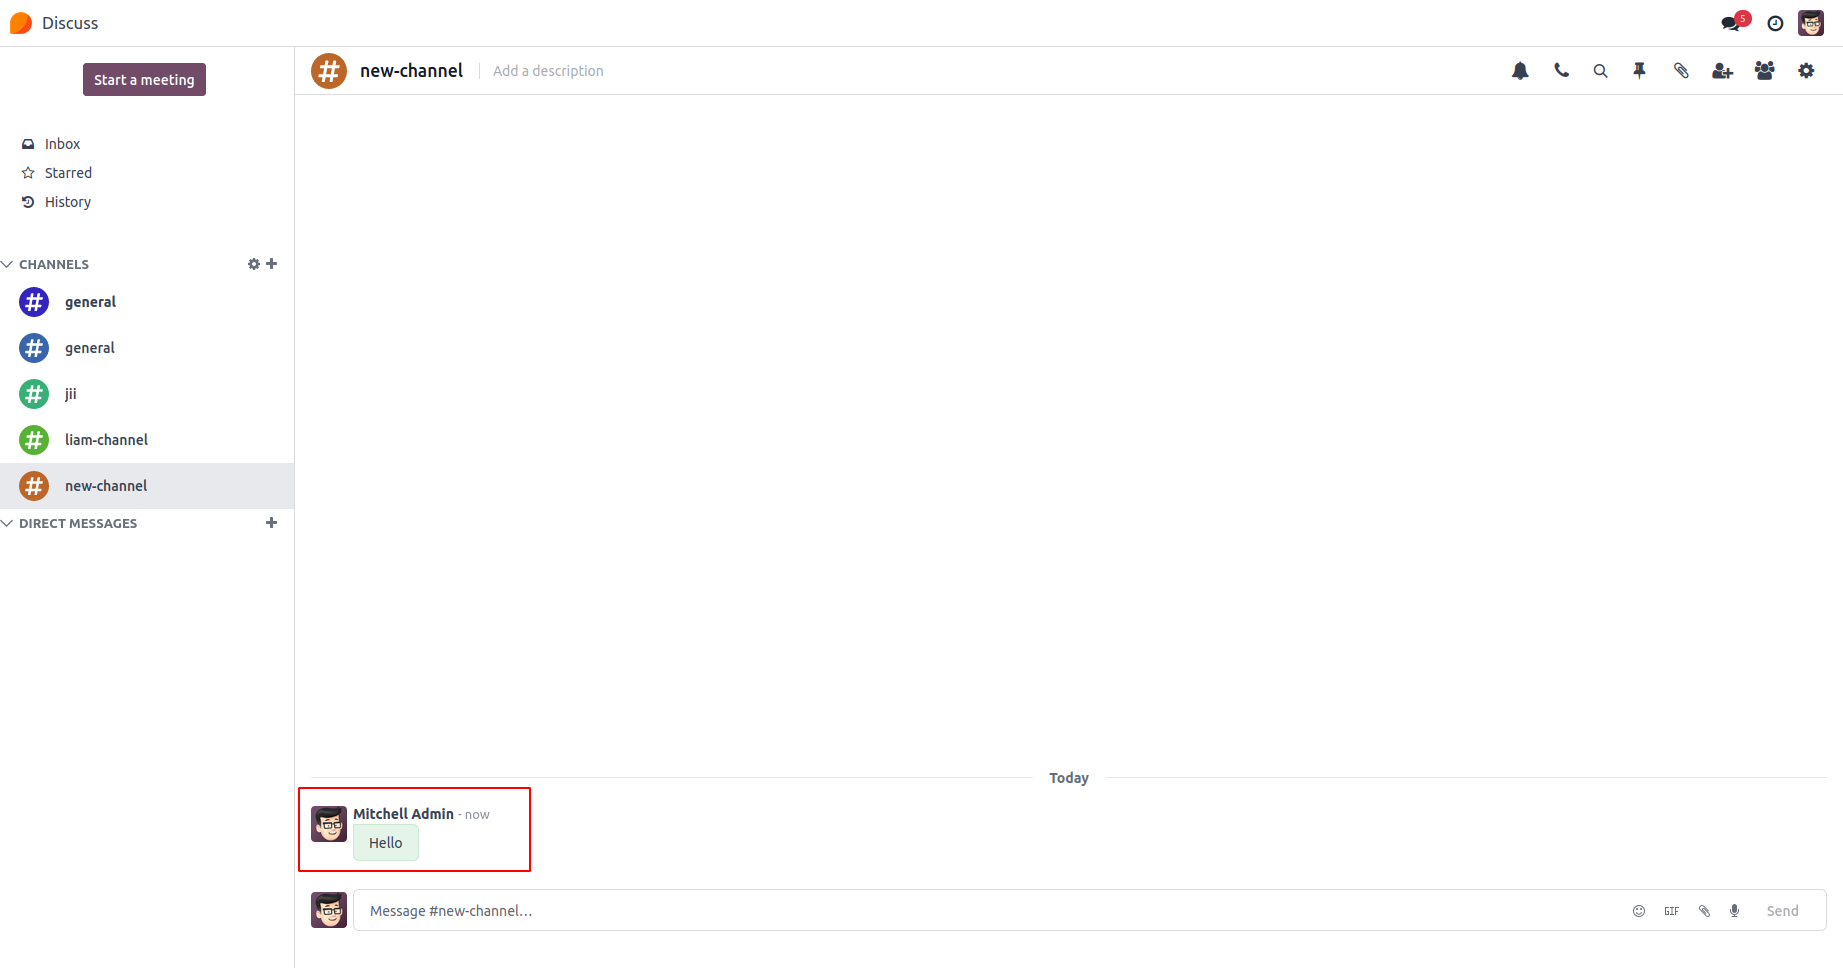 Discuss
5
Start a meeting
new-channel
Add a description
Inbox
Starred
History
CHANNELS
general
general
jii
liam-channel
new-channel
DIRECT MESSAGES
Today
Mitchell Admin - now
Hello
Message #new-channel...
GIF
Send